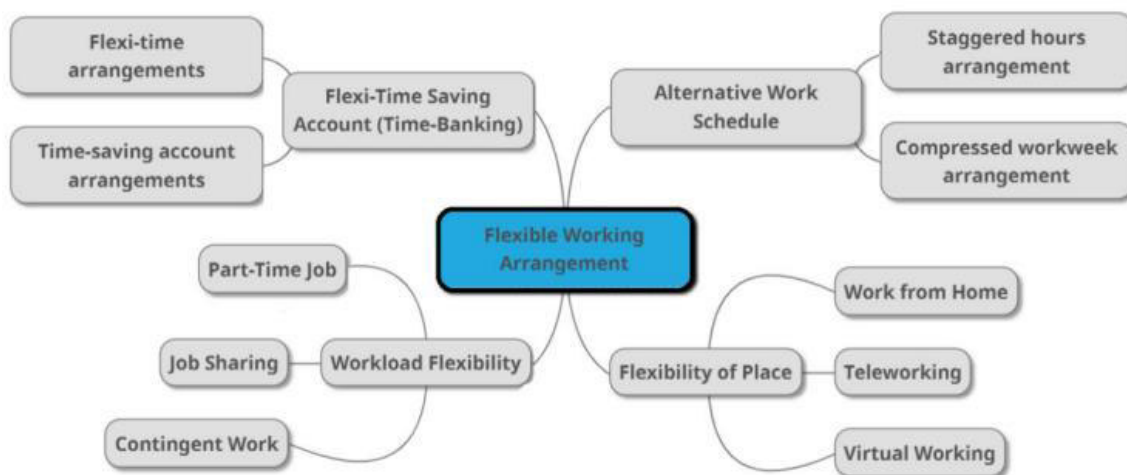 Flexi-time
arrangements
Time-saving account
arrangements
Flexi-Time Saving
Account (Time-Banking)
Alternative Work
Schedule
Staggered hours
arrangement
Compressed workweek
arrangement
Flexible Working
Arrangement
Part-Time Job
Job Sharing
Contingent Work
Workload Flexibility
Flexibility of Place
Work from Home
Teleworking
Virtual Working